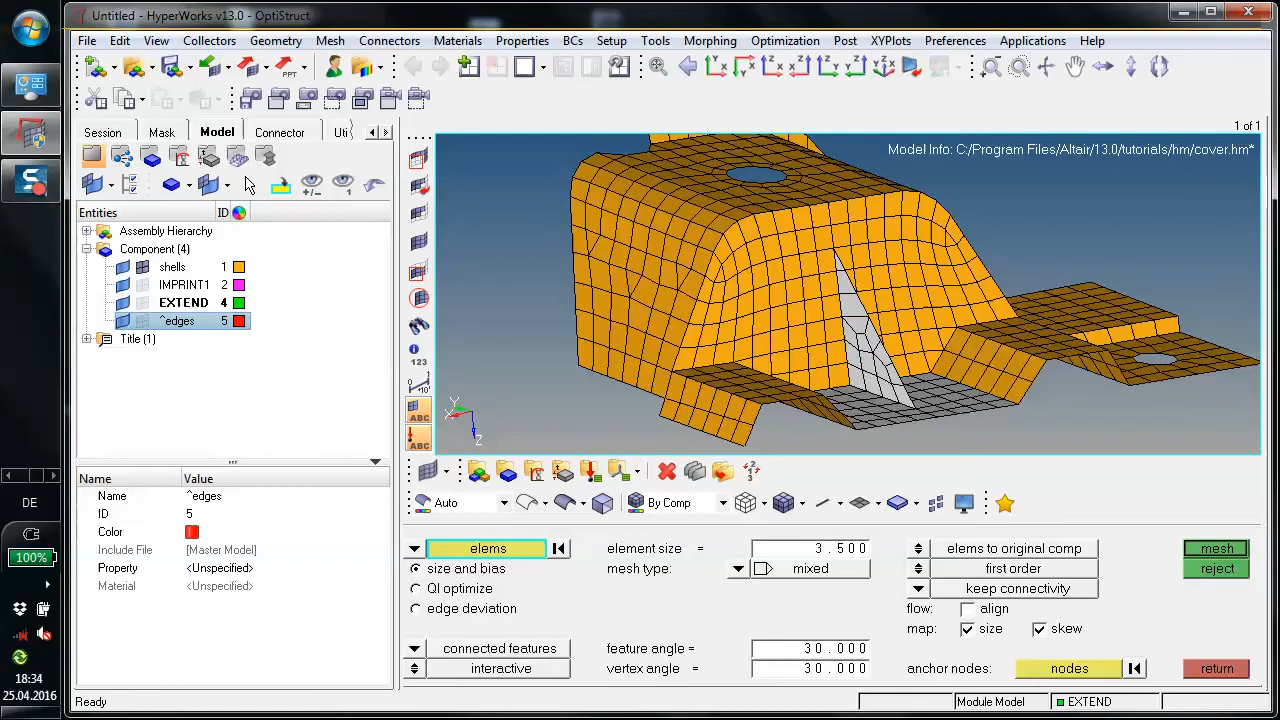 Untitled - HyperWorks v13.0 - OptiStruct
File Edit View Collectors Geometry Mesh Connectors Materials Properties BCs Setup Tools Morphing Optimization Post XYPlots Preferences Applications Help
Session Mask Model Connector Uti
1 of 1
Model Info: C:/Program Files/Altair/13.0/tutorials/hm/cover.hm*
Entities ID
Assembly Hierarchy
Component (4)
shells 1
IMPRINT1 2
EXTEND 4
^edges 5
Title (1)
123
ABC
ABC
Y
X
Z
Name Value
Name ^edges
ID 5
Color
Include File [Master Model]
Property <Unspecified>
Material <Unspecified>
Auto By Comp
elems element size = 3.500 elems to original comp mesh
size and bias mesh type: mixed first order reject
QI optimize keep connectivity
edge deviation flow: align
map: size skew
connected features feature angle = 30.000
interactive vertex angle = 30.000 anchor nodes: nodes return
Ready Module Model EXTEND
DE
100%
18:34
25.04.2016